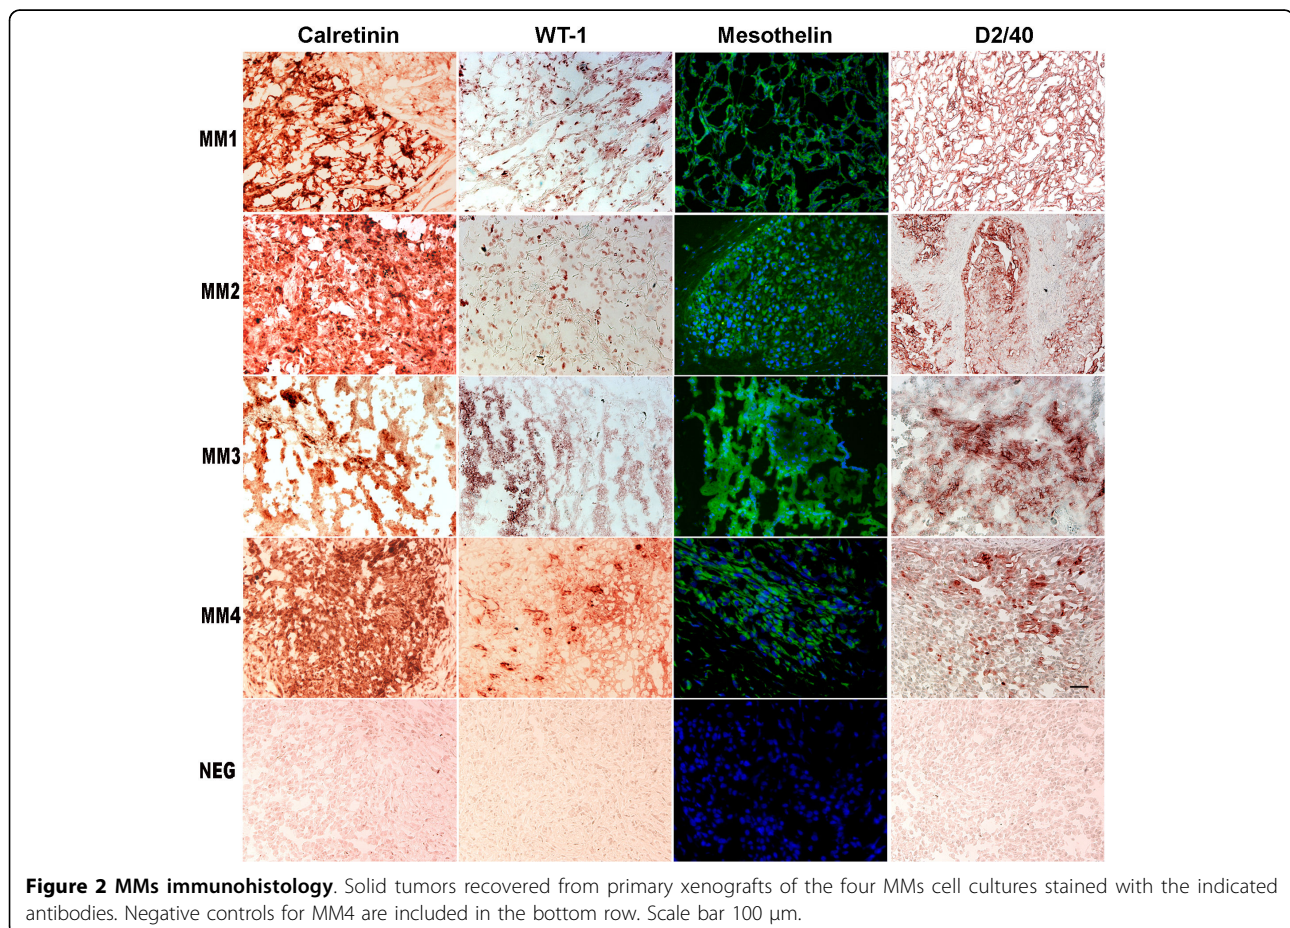 Calretinin WT-1 Mesothelin D2/40
MM1
MM2
MM3
MM4
NEG
Figure 2 MMs immunohistology. Solid tumors recovered from primary xenografts of the four MMs cell cultures stained with the indicated
antibodies. Negative controls for MM4 are included in the bottom row. Scale bar 100 μm.